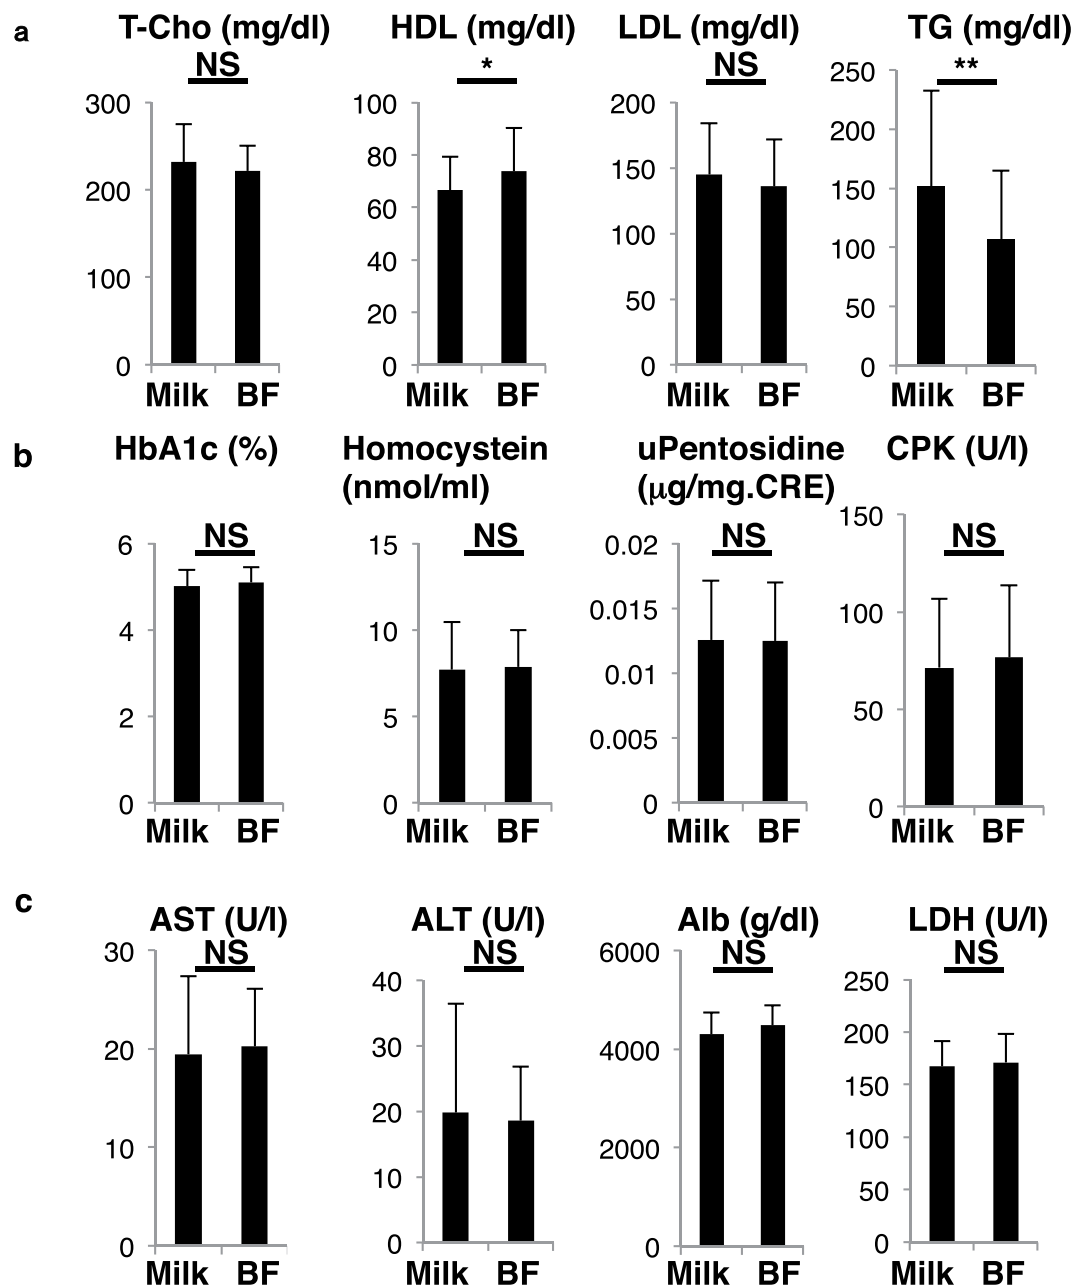 a
T-Cho (mg/dl) HDL (mg/dl) LDL (mg/dl) TG (mg/dl)
NS * NS **
300 200 100 0
100 80 60 40 20 0
200 150 100 50 0
250 200 150 100 50 0
Milk BF Milk BF Milk BF Milk BF
b
HbA1c (%) Homocystein uPentosidine CPK (U/l)
(nmol/ml) (μg/mg.CRE)
NS NS NS NS
6 4 2 0
15 10 5 0
0.02 0.015 0.01 0.005 0
150 100 50 0
Milk BF Milk BF Milk BF Milk BF
c
AST (U/l) ALT (U/l) Alb (g/dl) LDH (U/l)
NS NS NS NS
30 20 10 0
40 30 20 10 0
6000 4000 2000 0
250 200 150 100 50 0
Milk BF Milk BF Milk BF Milk BF